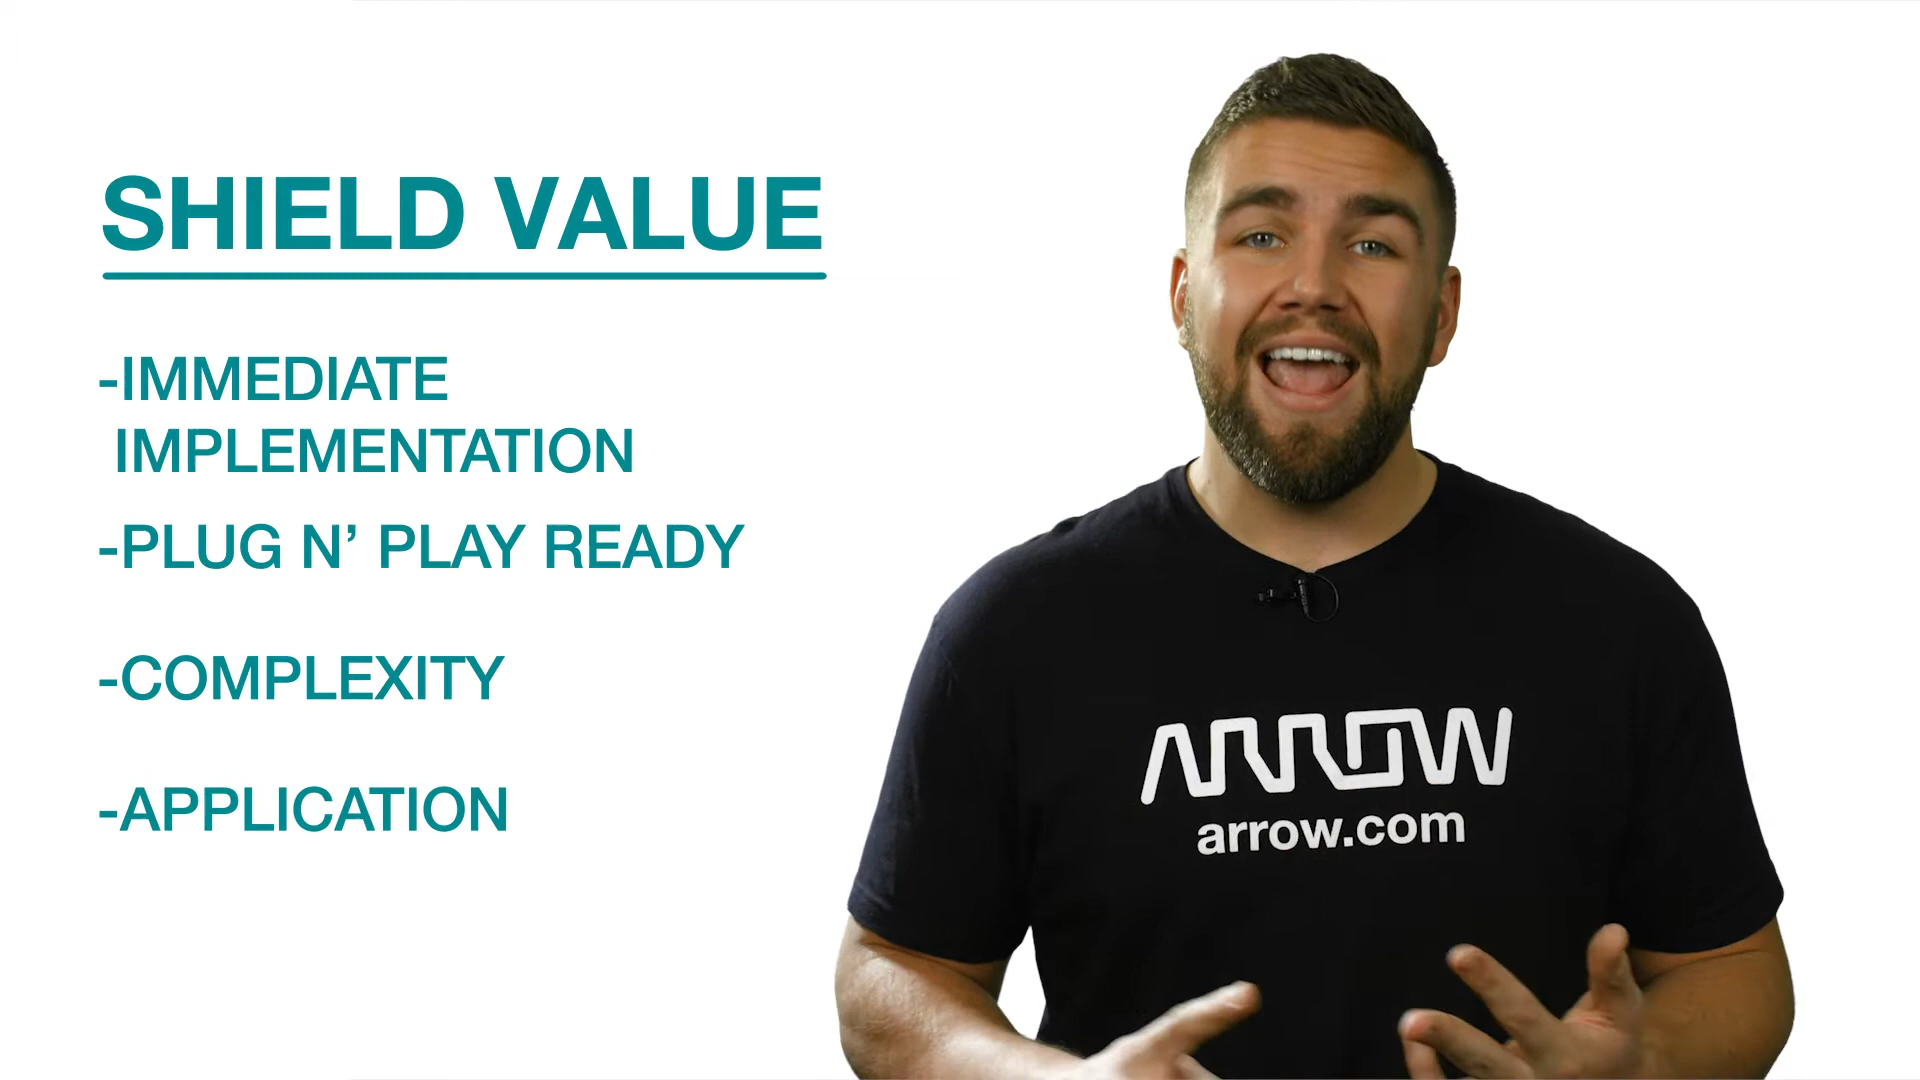 SHIELD VALUE
-IMMEDIATE
IMPLEMENTATION
-PLUG N’ PLAY READY
-COMPLEXITY
-APPLICATION
ARROW
arrow.com